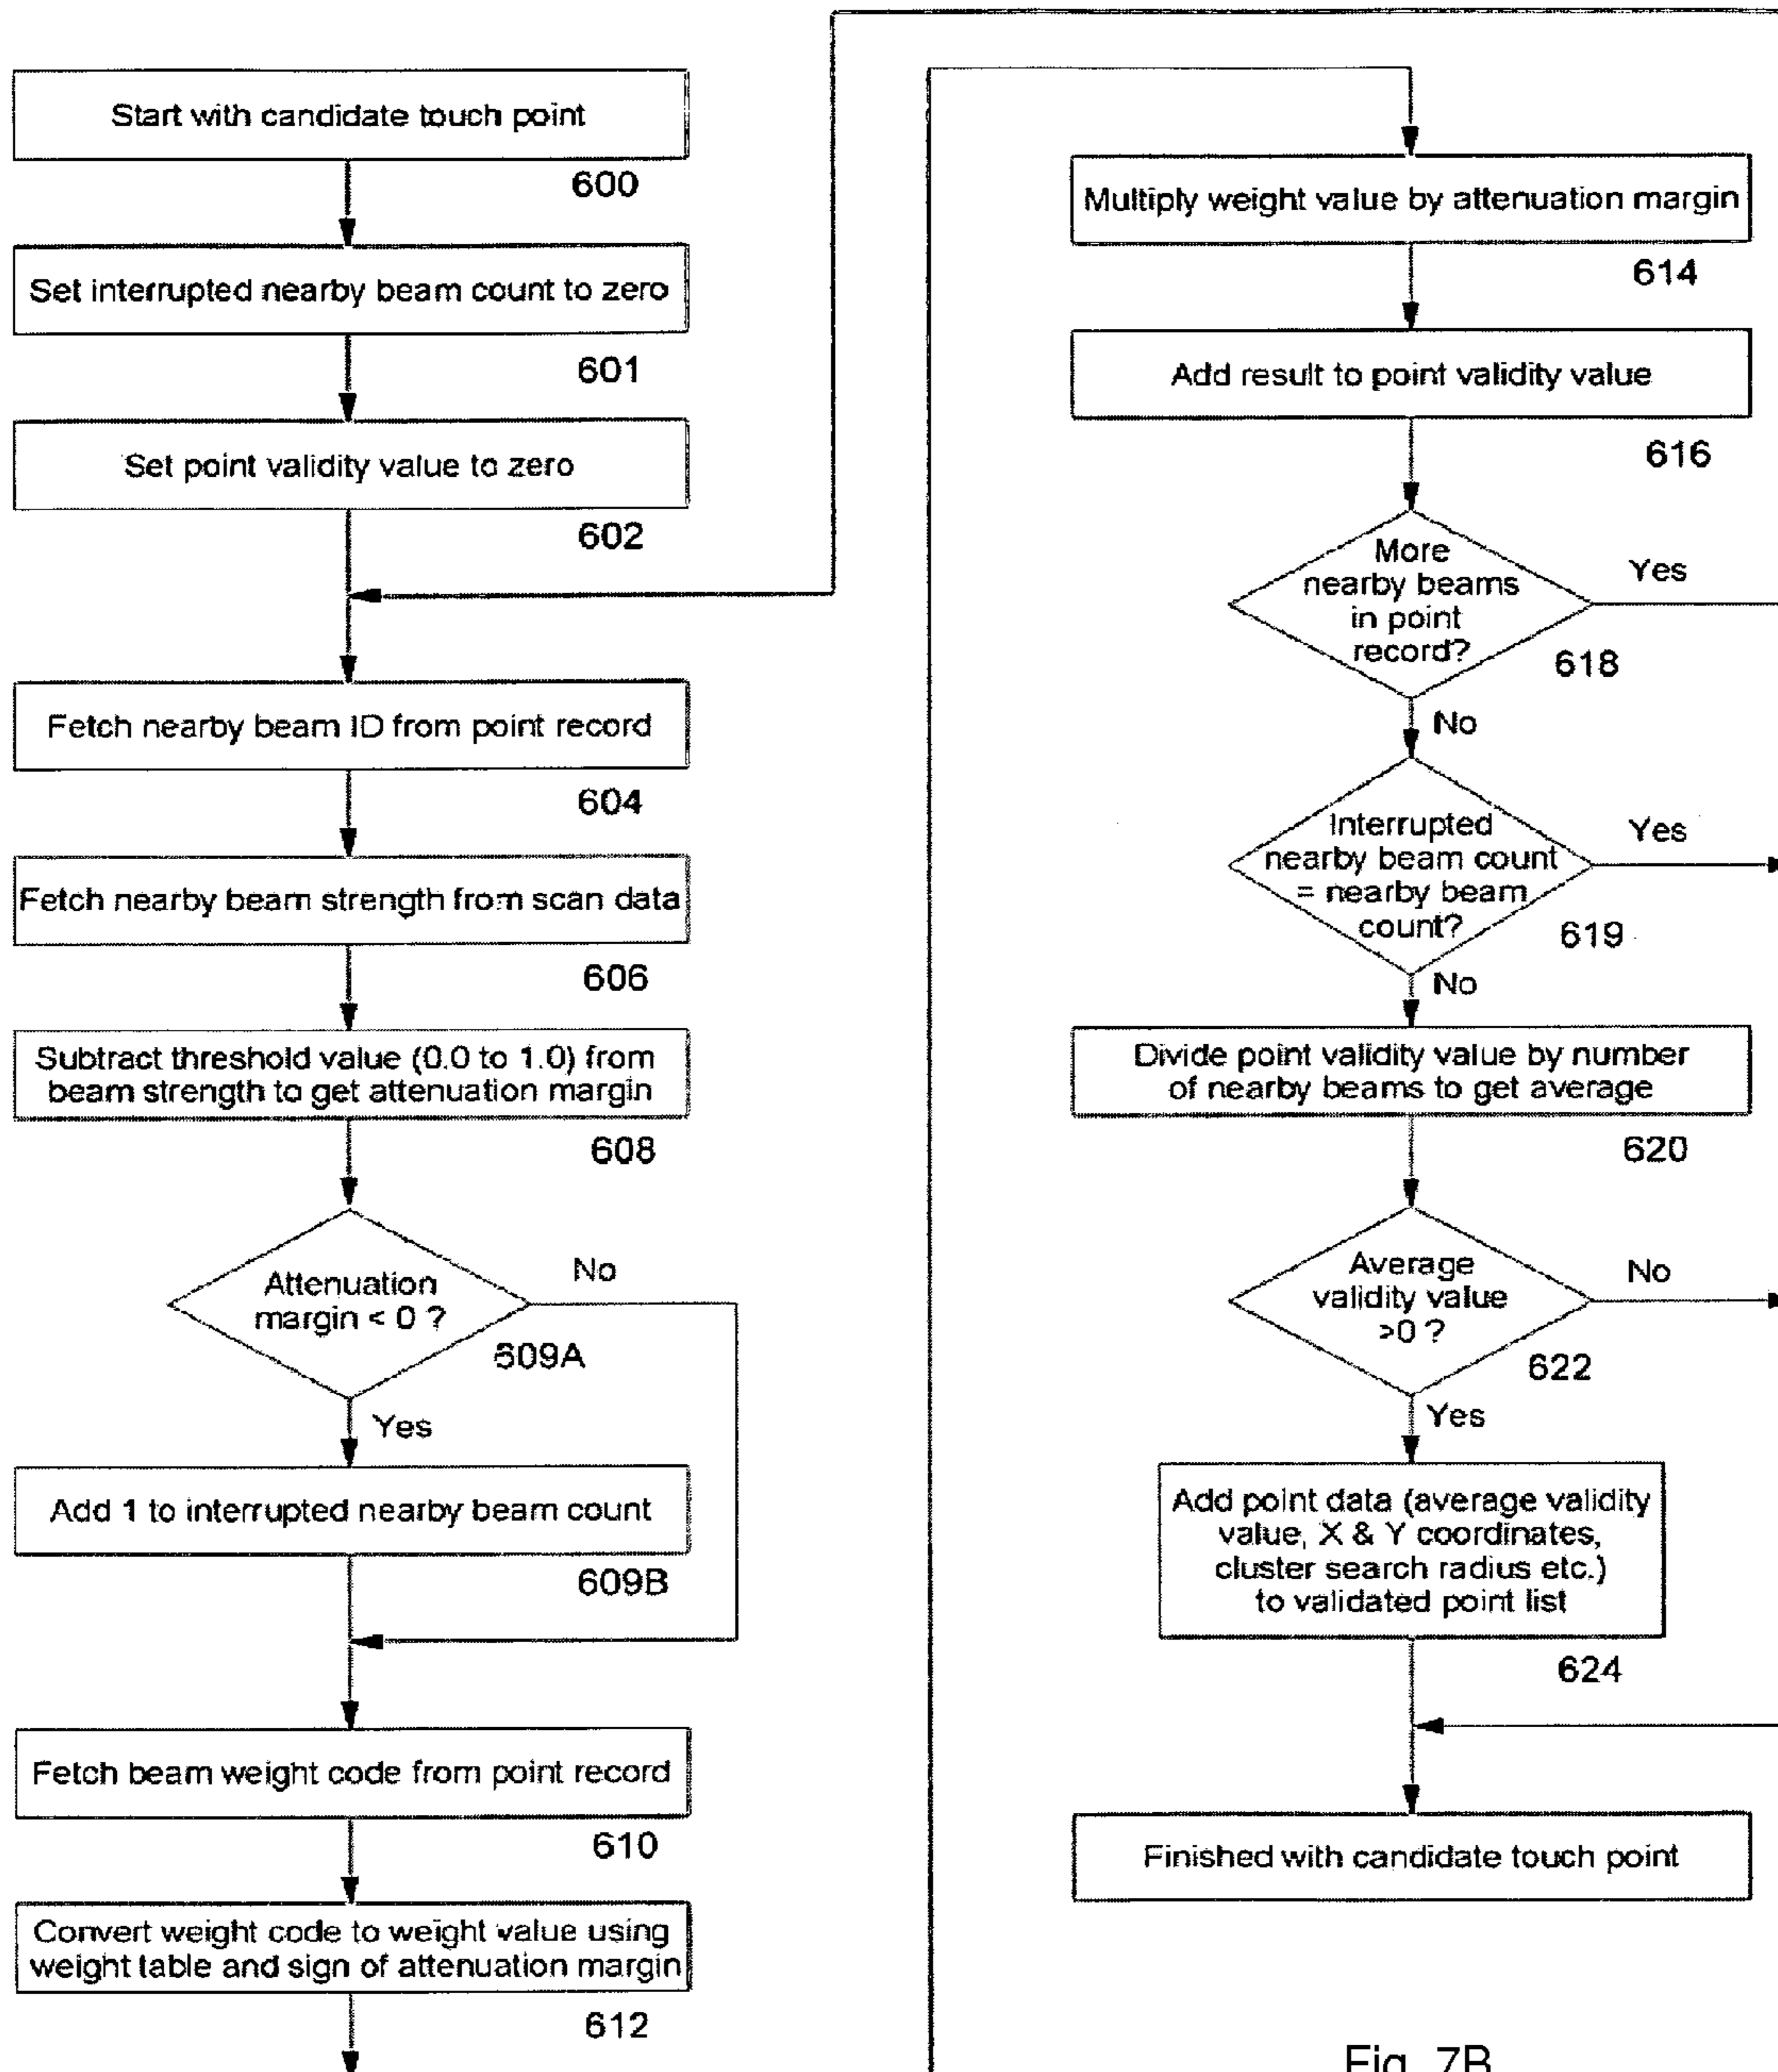 Start with candidate touch point
600
Set interrupted nearby beam count to zero
601
Set point validity value to zero
602
Fetch nearby beam ID from point record
604
Fetch nearby beam strength from scan data
606
Subtract threshold value (0.0 to 1.0) from
beam strength to get attenuation margin
608
Attenuation
margin < 0 ?
No
609A
Yes
Add 1 to interrupted nearby beam count
609B
Fetch beam weight code from point record
610
Convert weight code to weight value using
weight table and sign of attenuation margin
612
Multiply weight value by attenuation margin
614
Add result to point validity value
616
More
nearby beams
in point
record?
Yes
618
No
Interrupted
nearby beam count
= nearby beam
count?
Yes
619
No
Divide point validity value by number
of nearby beams to get average
620
Average
validity value
>0 ?
No
622
Yes
Add point data (average validity
value, X & Y coordinates,
cluster search radius etc.)
to validated point list
624
Finished with candidate touch point
Fig. 7B